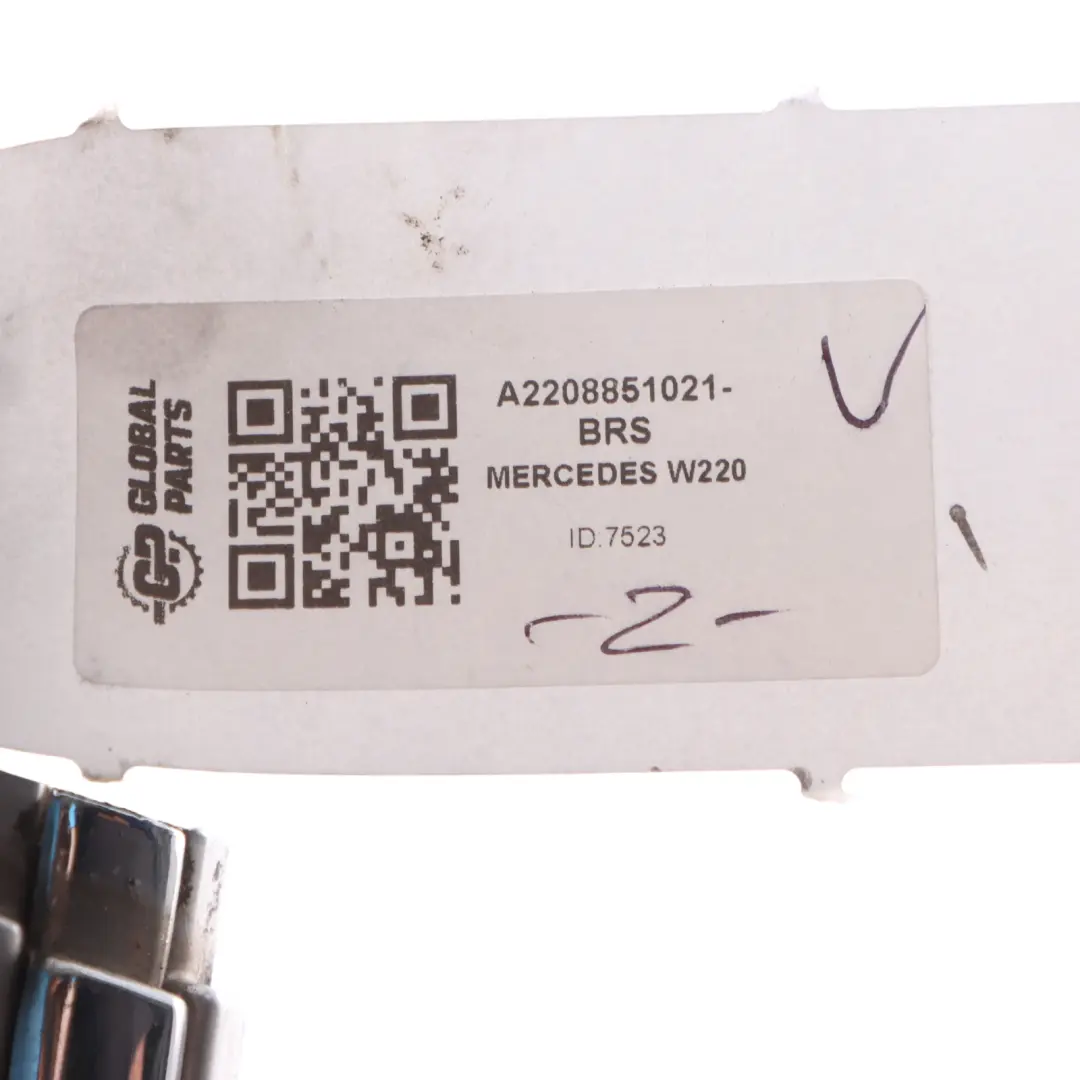 GLOBAL
PARTS
A2208851021-
BRS
MERCEDES W220
ID:7523
-2-